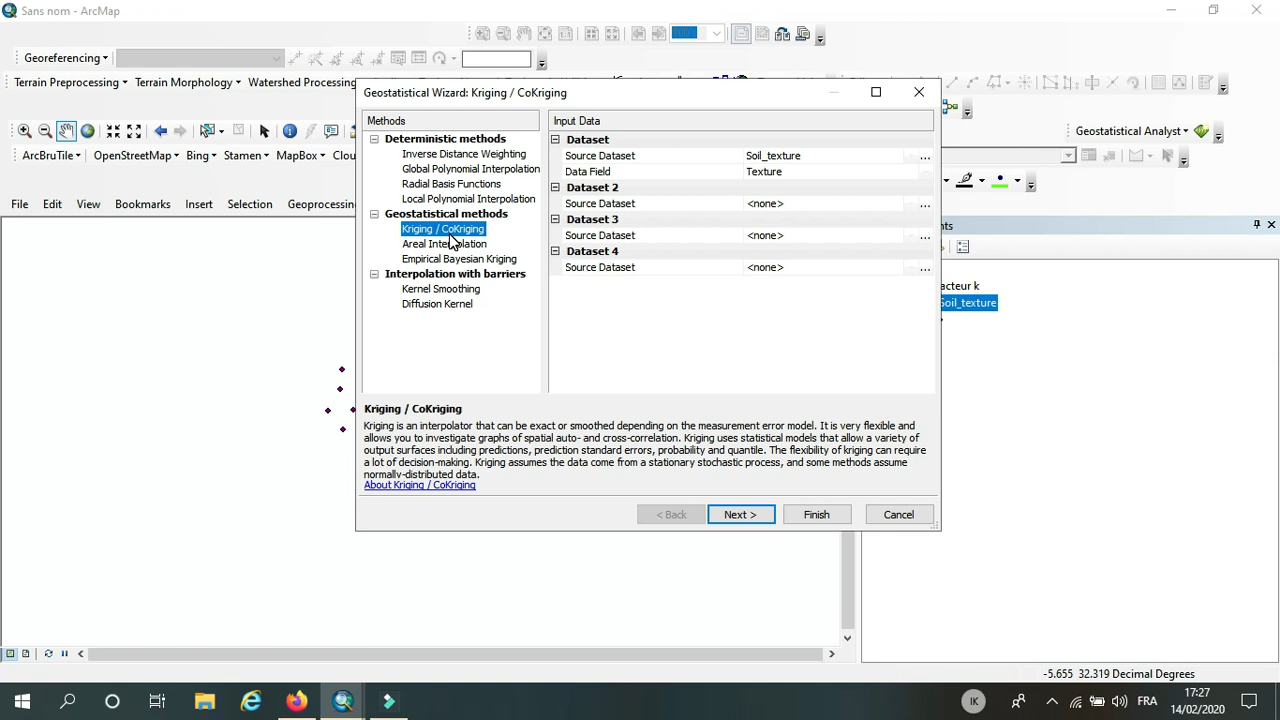 Sans nom - ArcMap
Georeferencing
Terrain Preprocessing Terrain Morphology Watershed Processing
Geostatistical Analyst
ArcBruTile OpenStreetMap Bing Stamen MapBox Clou
File Edit View Bookmarks Insert Selection Geoprocess
Geostatistical Wizard: Kriging / CoKriging
Methods
Deterministic methods
Inverse Distance Weighting
Global Polynomial Interpolation
Radial Basis Functions
Local Polynomial Interpolation
Geostatistical methods
Kriging / CoKriging
Areal Interpolation
Empirical Bayesian Kriging
Interpolation with barriers
Kernel Smoothing
Diffusion Kernel
Input Data
Dataset
Source Dataset Soil_texture ...
Data Field Texture
Dataset 2
Source Dataset <none> ...
Dataset 3
Source Dataset <none> ...
Dataset 4
Source Dataset <none> ...
Kriging / CoKriging
Kriging is an interpolator that can be exact or smoothed depending on the measurement error model. It is very flexible and
allows you to investigate graphs of spatial auto- and cross-correlation. Kriging uses statistical models that allow a variety of
output surfaces including predictions, prediction standard errors, probability and quantile. The flexibility of kriging can require
a lot of decision-making. Kriging assumes the data come from a stationary stochastic process, and some methods assume
normally-distributed data.
About Kriging / CoKriging
< Back Next > Finish Cancel
nts
acteur k
Soil_texture
-5.655 32.319 Decimal Degrees
IK
FRA
17:27
14/02/2020